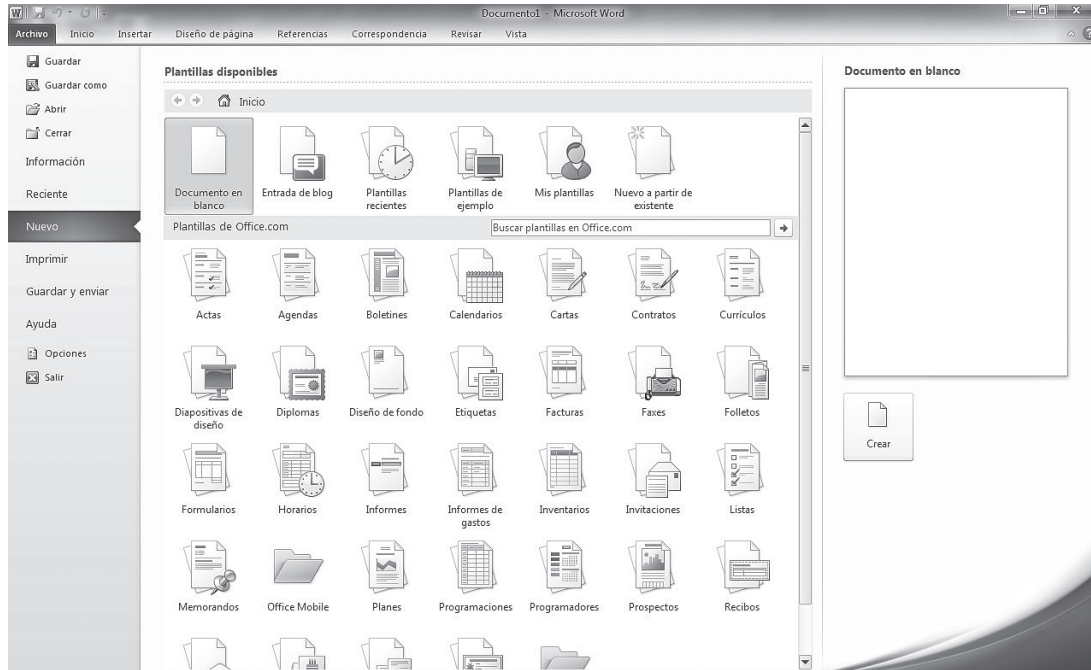 Documento1 - Microsoft Word
Archivo Inicio Insertar Diseño de página Referencias Correspondencia Revisar Vista
Guardar
Guardar como
Abrir
Cerrar
Información
Reciente
Nuevo
Imprimir
Guardar y enviar
Ayuda
Opciones
Salir
Plantillas disponibles
Inicio
Documento en
blanco
Entrada de blog
Plantillas
recientes
Plantillas de
ejemplo
Mis plantillas
Nuevo a partir de
existente
Plantillas de Office.com
Buscar plantillas en Office.com
Actas Agendas Boletines Calendarios Cartas Contratos Currículos
Diapositivas de
diseño
Diplomas Diseño de fondo Etiquetas Facturas Faxes Folletos
Formularios Horarios Informes
Informes de
gastos
Inventarios Invitaciones Listas
Memorandos Office Mobile Planes Programaciones Programadores Prospectos Recibos
Documento en blanco
Crear